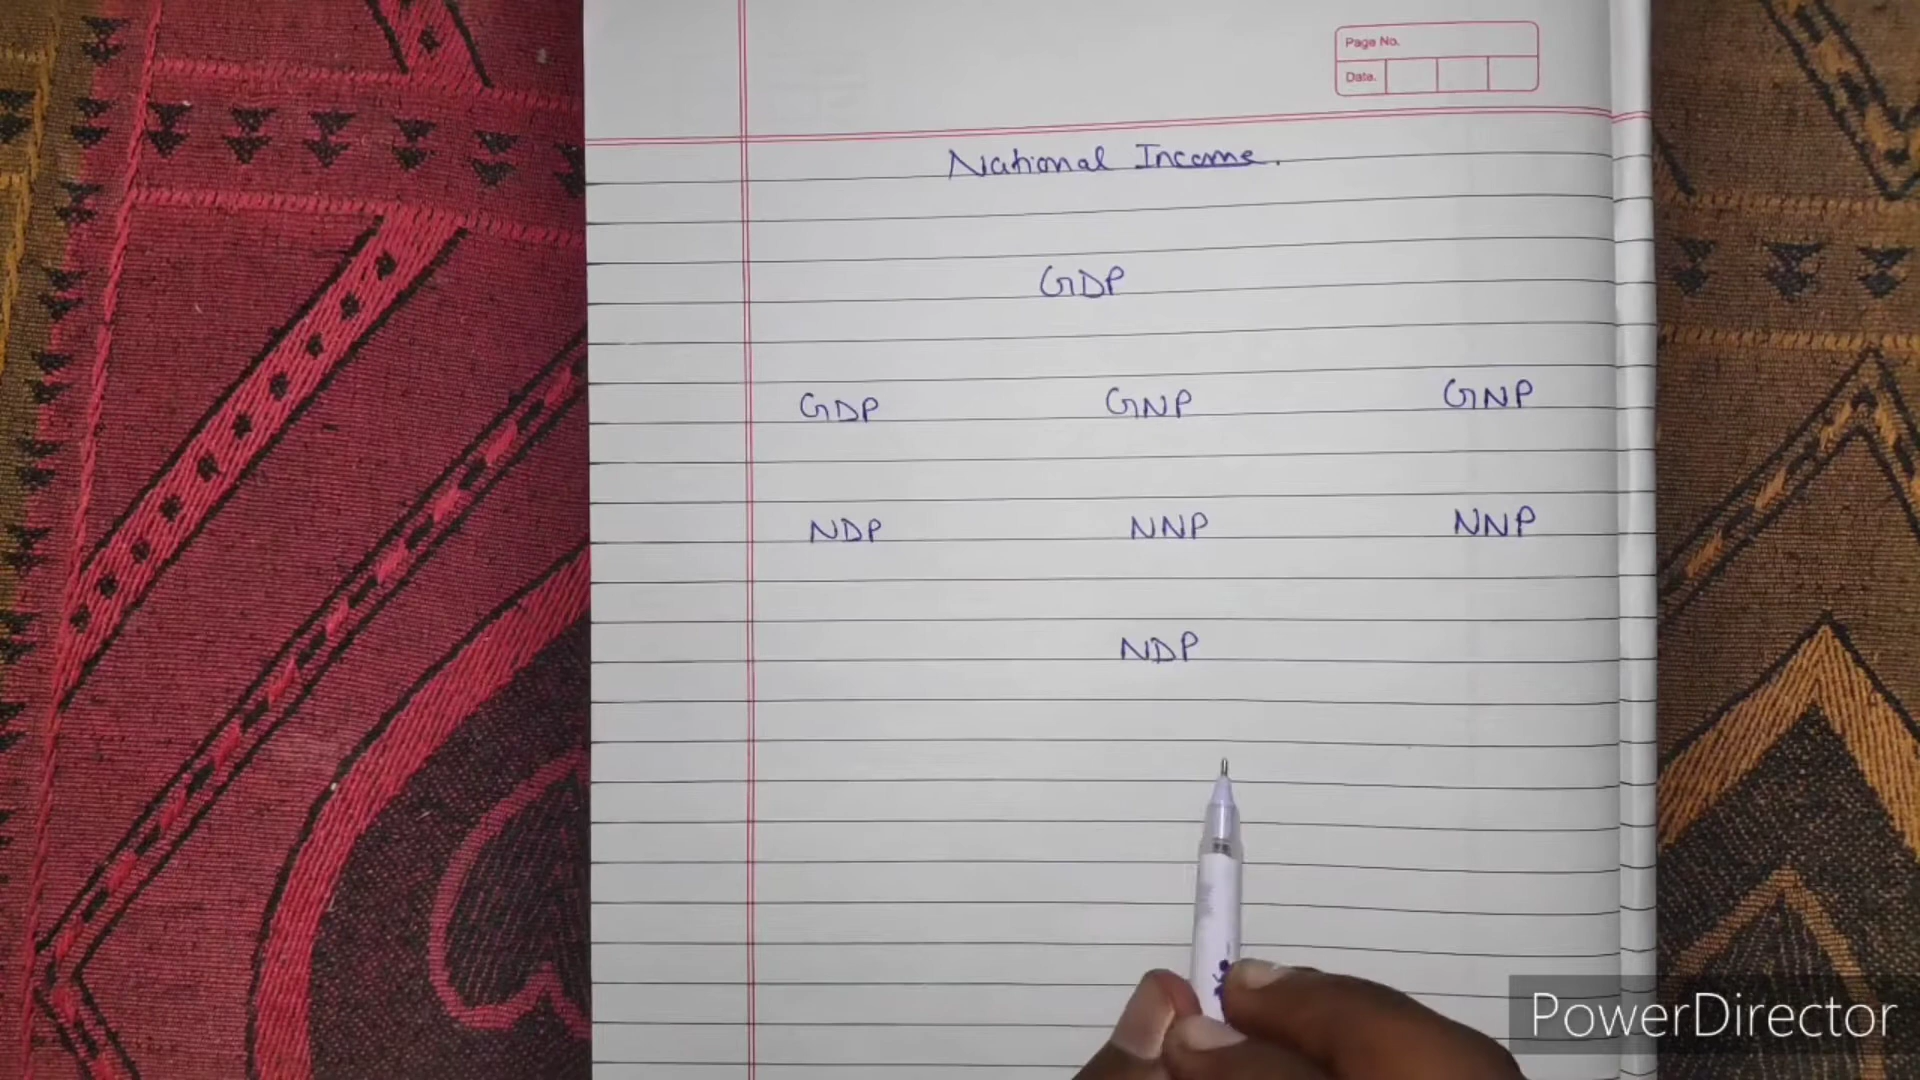 Page No.
Date.
National Income.
GDP
GDP GNP GNP
NDP NNP NNP
NDP
PowerDirector